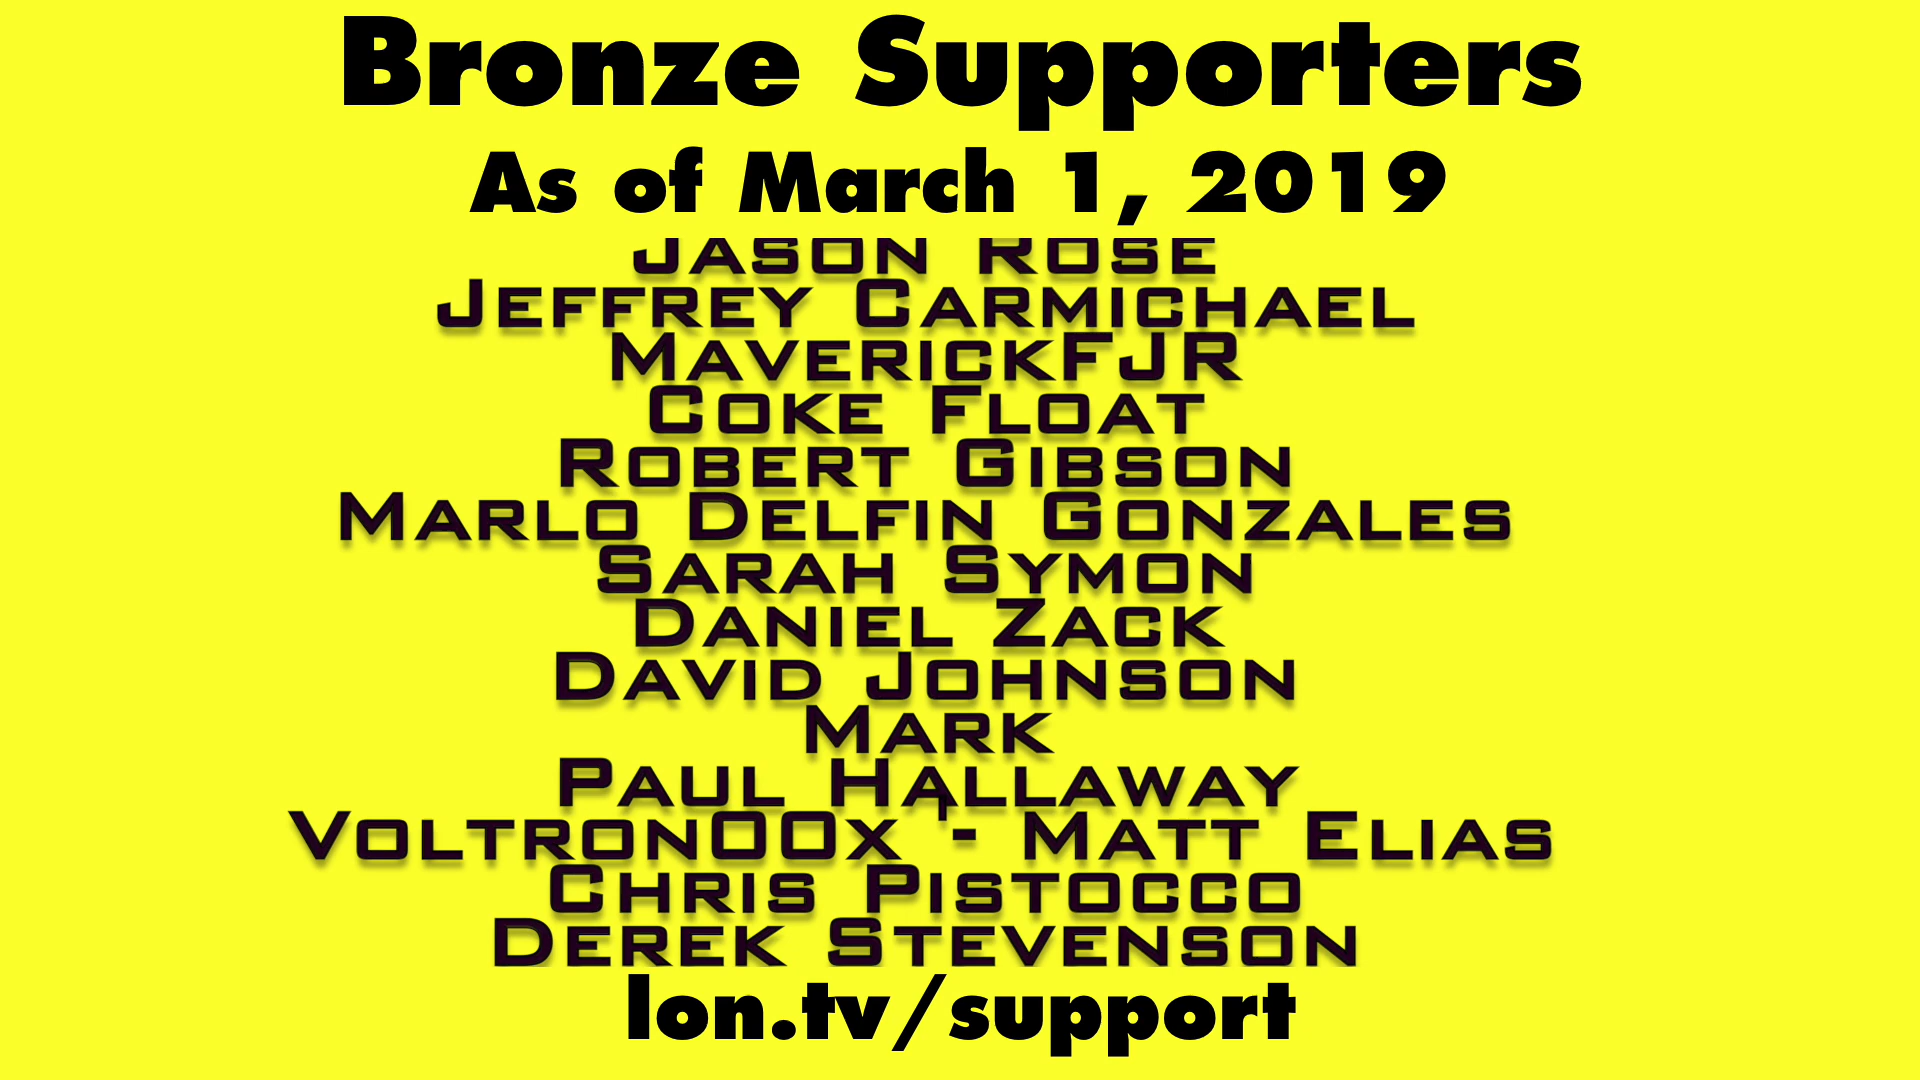 Bronze Supporters
As of March 1, 2019
Jason Rose
Jeffrey Carmichael
MaverickFJR
Coke Float
Robert Gibson
Marlo Delfin Gonzales
Sarah Symon
Daniel Zack
David Johnson
Mark
Paul Hallaway
Voltron00x '- Matt Elias
Chris Pistocco
Derek Stevenson
lon.tv/support